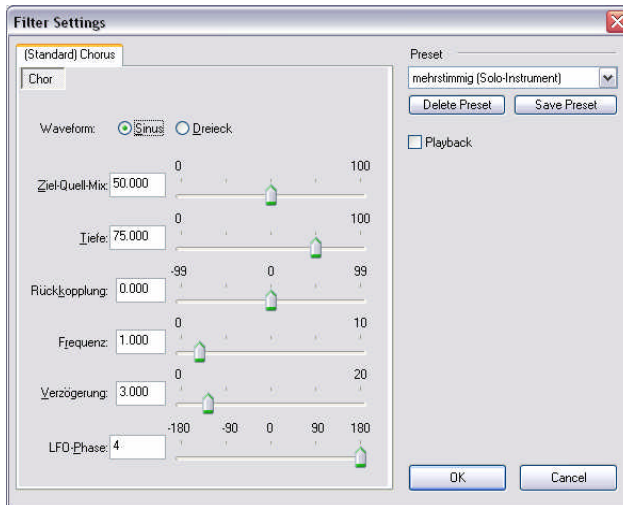 Filter Settings
(Standard) Chorus
Chor
Waveform: Sinus Dreieck
0 100
Ziel-Quell-Mix: 50.000
0 100
Tiefe: 75.000
-99 0 99
Rückkopplung: 0.000
0 10
Frequenz: 1.000
0 20
Verzögerung: 3.000
-180 -90 0 90 180
LFO-Phase: 4
Preset
mehrstimmig (Solo-Instrument)
Delete Preset Save Preset
Playback
OK Cancel